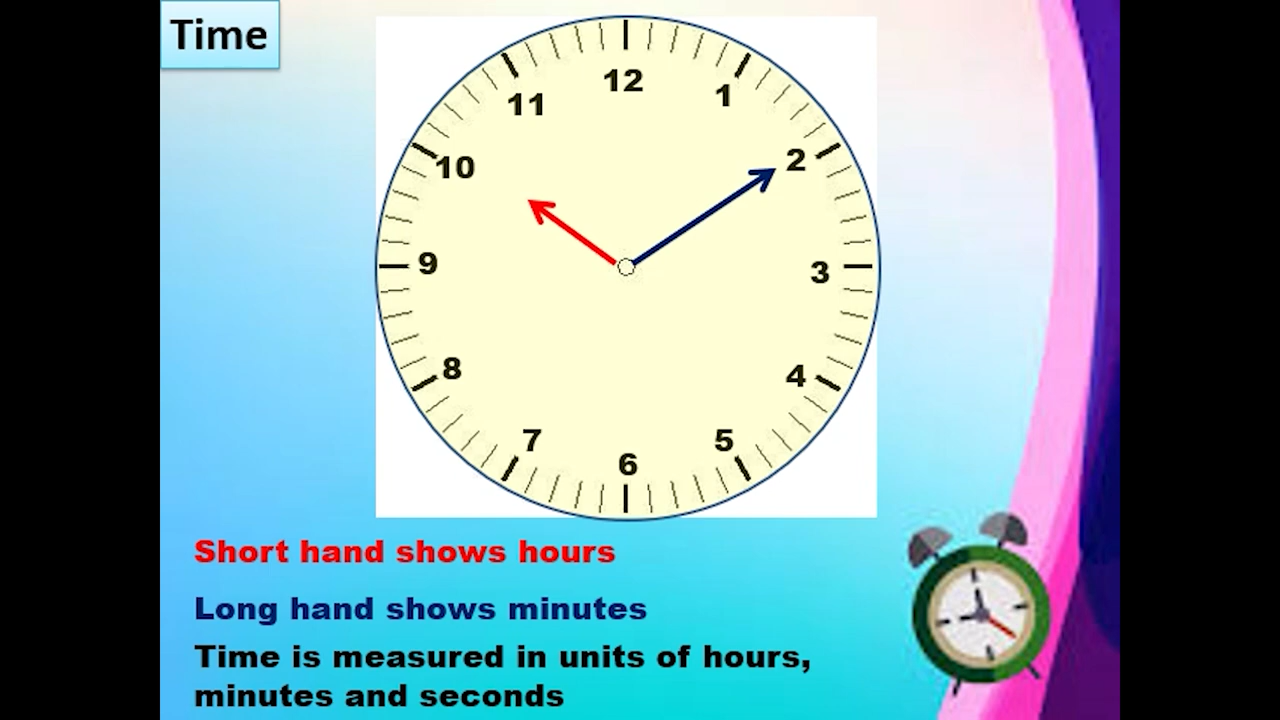 Time
12
11
1
10
2
9
3
8
4
7
5
6
Short hand shows hours
Long hand shows minutes
Time is measured in units of hours,
minutes and seconds